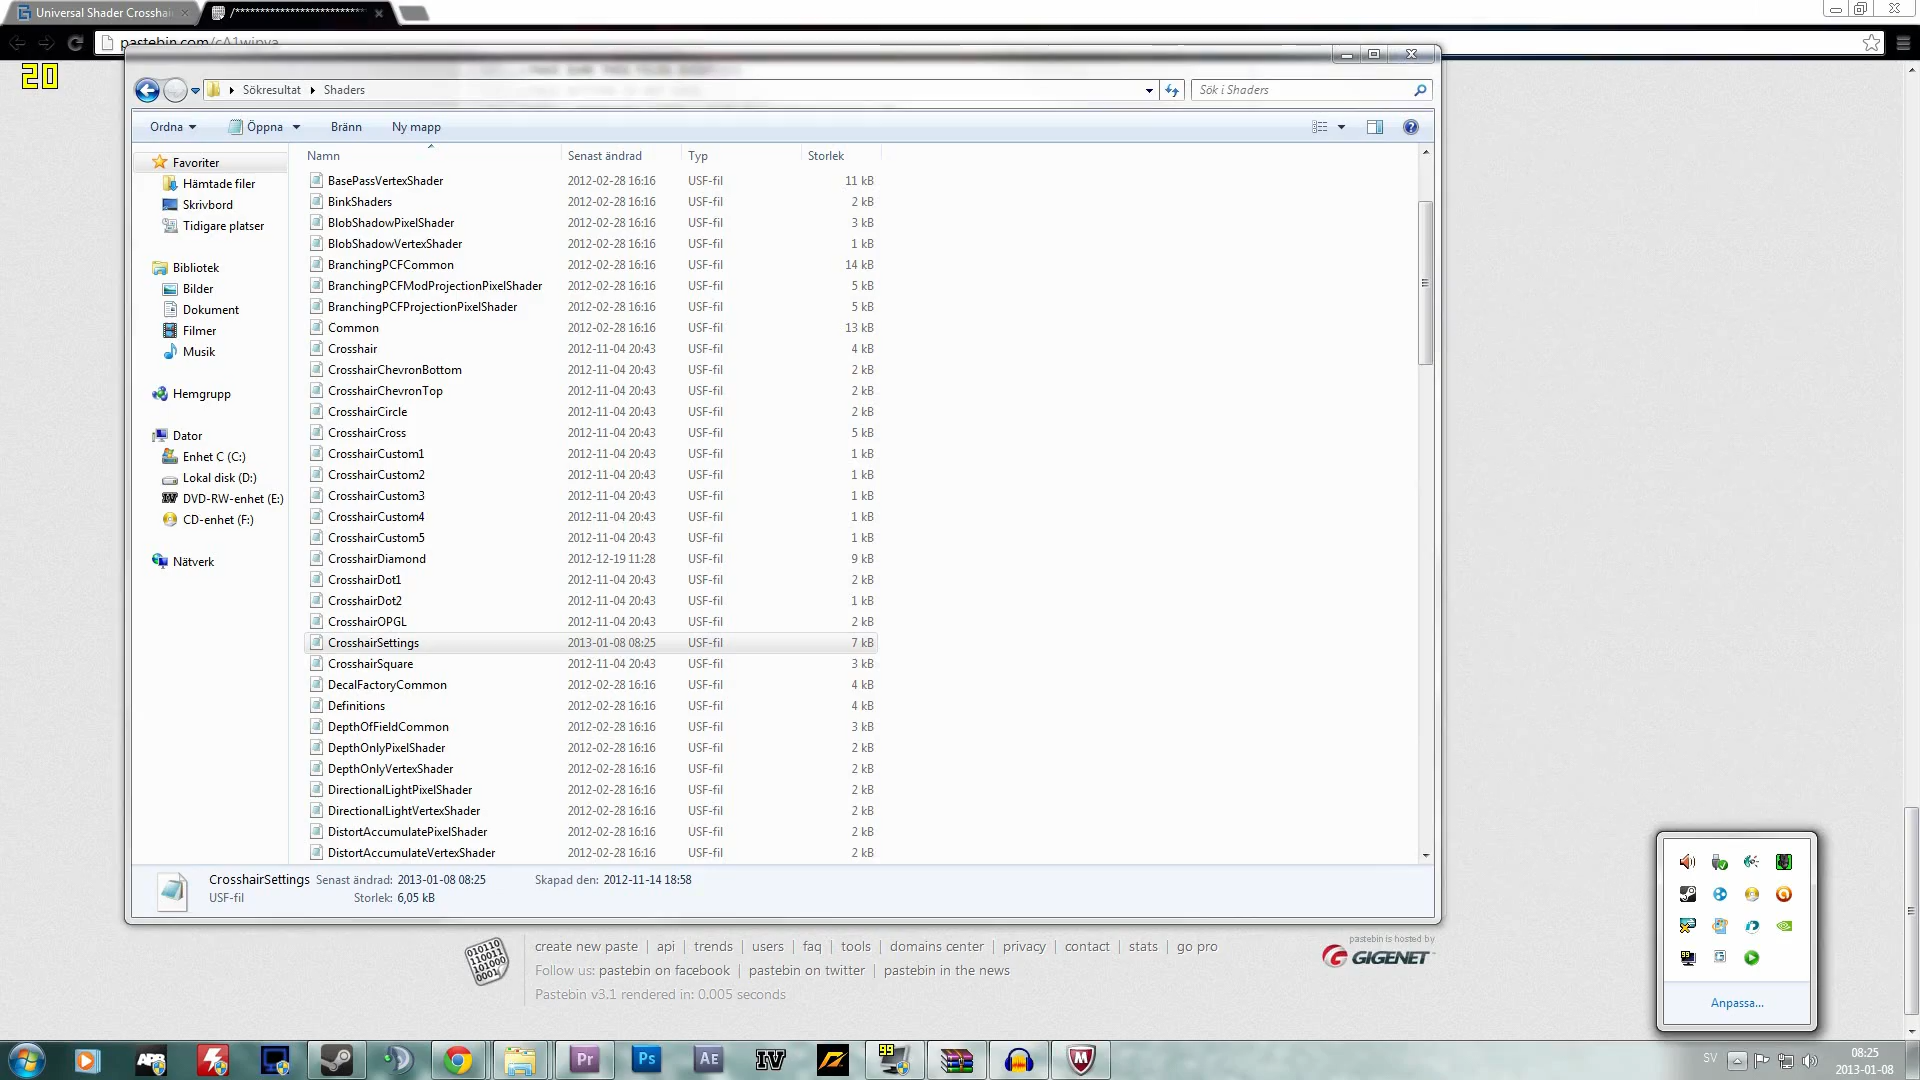 Universal Shader Crosshai
/******************************
pastebin.com/cA1wipya
20
Sökresultat Shaders
Sök i Shaders
Ordna Öppna Bränn Ny mapp
Namn Senast ändrad Typ Storlek
BasePassVertexShader 2012-02-28 16:16 USF-fil 11 kB
BinkShaders 2012-02-28 16:16 USF-fil 2 kB
BlobShadowPixelShader 2012-02-28 16:16 USF-fil 3 kB
BlobShadowVertexShader 2012-02-28 16:16 USF-fil 1 kB
BranchingPCFCommon 2012-02-28 16:16 USF-fil 14 kB
BranchingPCFModProjectionPixelShader 2012-02-28 16:16 USF-fil 5 kB
BranchingPCFProjectionPixelShader 2012-02-28 16:16 USF-fil 5 kB
Common 2012-02-28 16:16 USF-fil 13 kB
Crosshair 2012-11-04 20:43 USF-fil 4 kB
CrosshairChevronBottom 2012-11-04 20:43 USF-fil 2 kB
CrosshairChevronTop 2012-11-04 20:43 USF-fil 2 kB
CrosshairCircle 2012-11-04 20:43 USF-fil 2 kB
CrosshairCross 2012-11-04 20:43 USF-fil 5 kB
CrosshairCustom1 2012-11-04 20:43 USF-fil 1 kB
CrosshairCustom2 2012-11-04 20:43 USF-fil 1 kB
CrosshairCustom3 2012-11-04 20:43 USF-fil 1 kB
CrosshairCustom4 2012-11-04 20:43 USF-fil 1 kB
CrosshairCustom5 2012-11-04 20:43 USF-fil 1 kB
CrosshairDiamond 2012-12-19 11:28 USF-fil 9 kB
CrosshairDot1 2012-11-04 20:43 USF-fil 2 kB
CrosshairDot2 2012-11-04 20:43 USF-fil 1 kB
CrosshairOPGL 2012-11-04 20:43 USF-fil 2 kB
CrosshairSettings 2013-01-08 08:25 USF-fil 7 kB
CrosshairSquare 2012-11-04 20:43 USF-fil 3 kB
DecalFactoryCommon 2012-02-28 16:16 USF-fil 4 kB
Definitions 2012-02-28 16:16 USF-fil 4 kB
DepthOfFieldCommon 2012-02-28 16:16 USF-fil 3 kB
DepthOnlyPixelShader 2012-02-28 16:16 USF-fil 2 kB
DepthOnlyVertexShader 2012-02-28 16:16 USF-fil 2 kB
DirectionalLightPixelShader 2012-02-28 16:16 USF-fil 2 kB
DirectionalLightVertexShader 2012-02-28 16:16 USF-fil 2 kB
DistortAccumulatePixelShader 2012-02-28 16:16 USF-fil 2 kB
DistortAccumulateVertexShader 2012-02-28 16:16 USF-fil 2 kB
Favoriter
Hämtade filer
Skrivbord
Tidigare platser
Bibliotek
Bilder
Dokument
Filmer
Musik
Hemgrupp
Dator
Enhet C (C:)
Lokal disk (D:)
DVD-RW-enhet (E:)
CD-enhet (F:)
Nätverk
CrosshairSettings Senast ändrad: 2013-01-08 08:25 Skapad den: 2012-11-14 18:58
USF-fil Storlek: 6,05 kB
create new paste | api | trends | users | faq | tools | domains center | privacy | contact | stats | go pro
Follow us: pastebin on facebook | pastebin on twitter | pastebin in the news
Pastebin v3.1 rendered in: 0.005 seconds
pastebin is hosted by
GIGENET
Anpassa...
APB Pr Ps AE IV 99
SV 08:25
2013-01-08